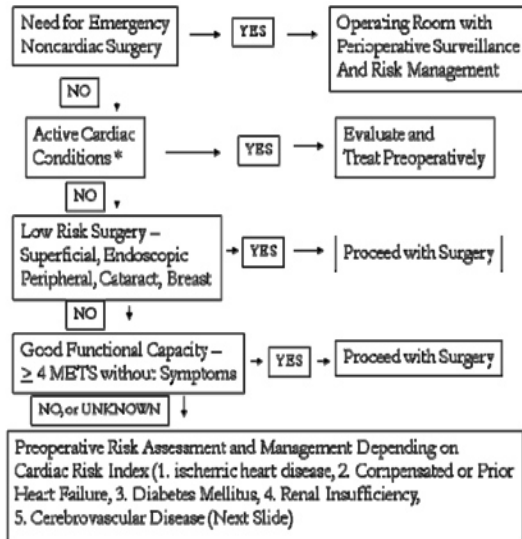 Need for Emergency
Noncardiac Surgery
YES
Operating Room with
Perioperative Surveillance
And Risk Management
NO
Active Cardiac
Conditions *
YES
Evaluate and
Treat Preoperatively
NO
Low Risk Surgery –
Superficial, Endoscopic
Peripheral, Cataract, Breast
YES
Proceed with Surgery
NO
Good Functional Capacity –
≥ 4 METS without Symptoms
YES
Proceed with Surgery
NO, or UNKNOWN
Preoperative Risk Assessment and Management Depending on
Cardiac Risk Index (1. ischemic heart disease, 2. Compensated or Prior
Heart Failure, 3. Diabetes Mellitus, 4. Renal Insufficiency,
5. Cerebrovascular Disease (Next Slide)